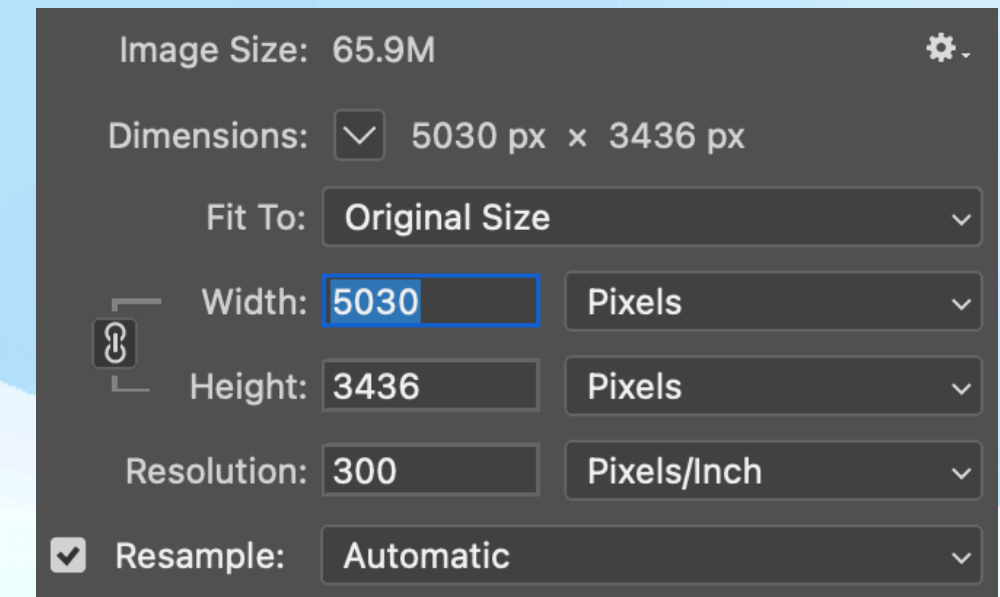 Image Size: 65.9M
Dimensions: 5030 px × 3436 px
Fit To: Original Size
Width: 5030 Pixels
Height: 3436 Pixels
Resolution: 300 Pixels/Inch
Resample: Automatic